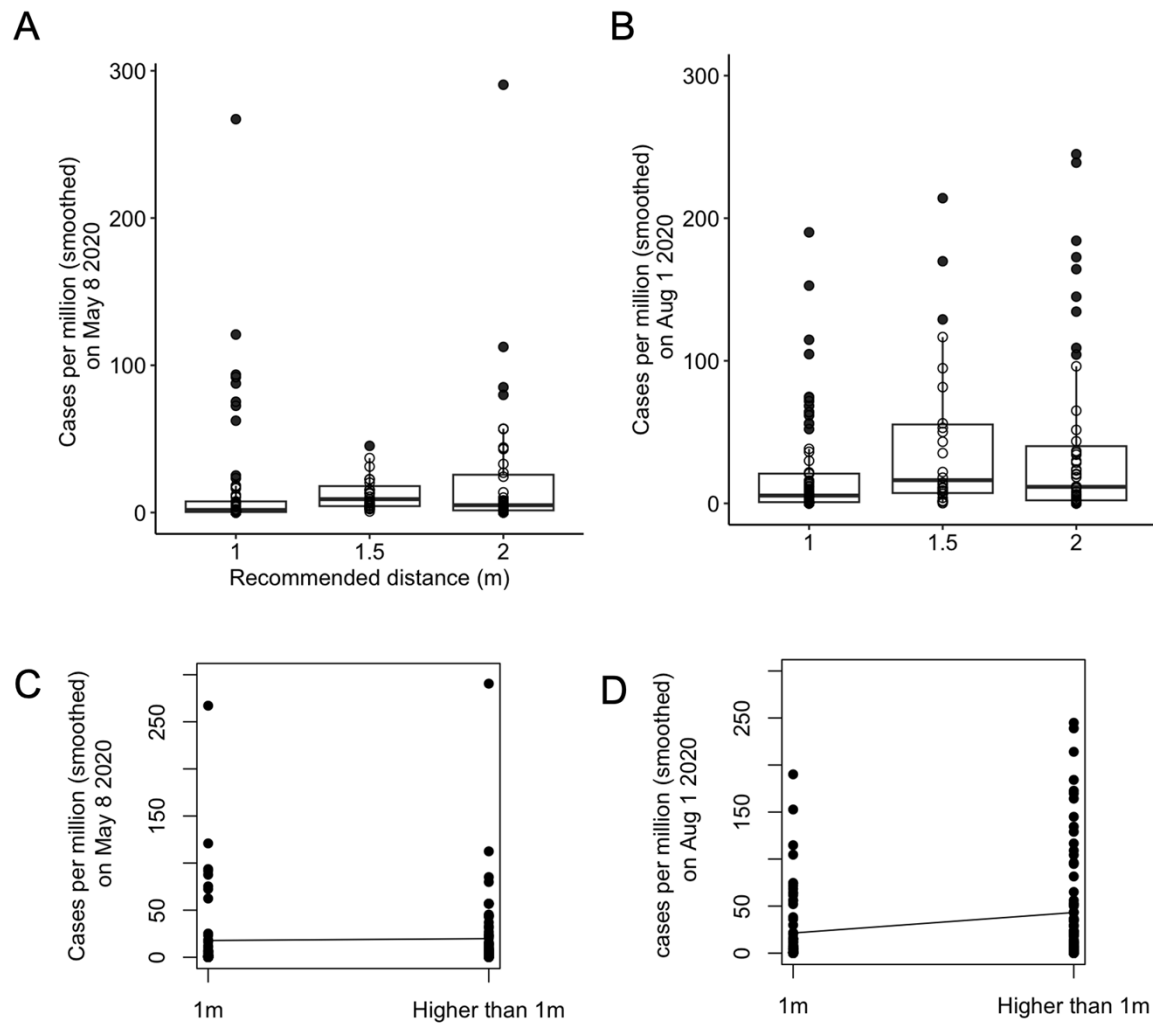 A
Cases per million (smoothed)
on May 8 2020
300
200
100
0
1
1.5
2
Recommended distance (m)
B
Cases per million (smoothed)
on Aug 1 2020
300
200
100
0
1
1.5
2
C
Cases per million (smoothed)
on May 8 2020
250
150
50
0
1m
Higher than 1m
D
cases per million (smoothed)
on Aug 1 2020
250
150
50
0
1m
Higher than 1m